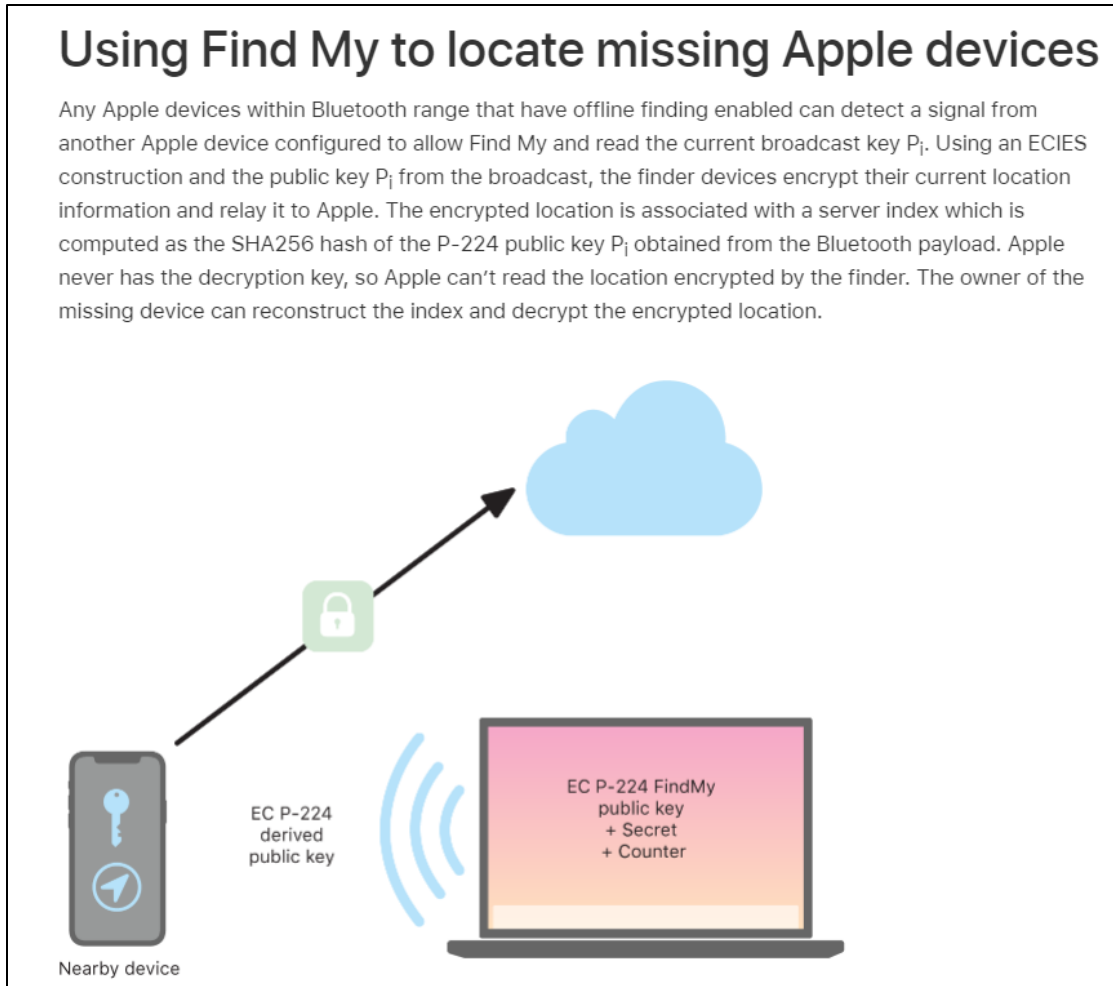 Using Find My to locate missing Apple devices
Any Apple devices within Bluetooth range that have offline finding enabled can detect a signal from
another Apple device configured to allow Find My and read the current broadcast key Pi. Using an ECIES
construction and the public key Pi from the broadcast, the finder devices encrypt their current location
information and relay it to Apple. The encrypted location is associated with a server index which is
computed as the SHA256 hash of the P-224 public key Pi obtained from the Bluetooth payload. Apple
never has the decryption key, so Apple can’t read the location encrypted by the finder. The owner of the
missing device can reconstruct the index and decrypt the encrypted location.
EC P-224
derived
public key
EC P-224 FindMy
public key
+ Secret
+ Counter
Nearby device